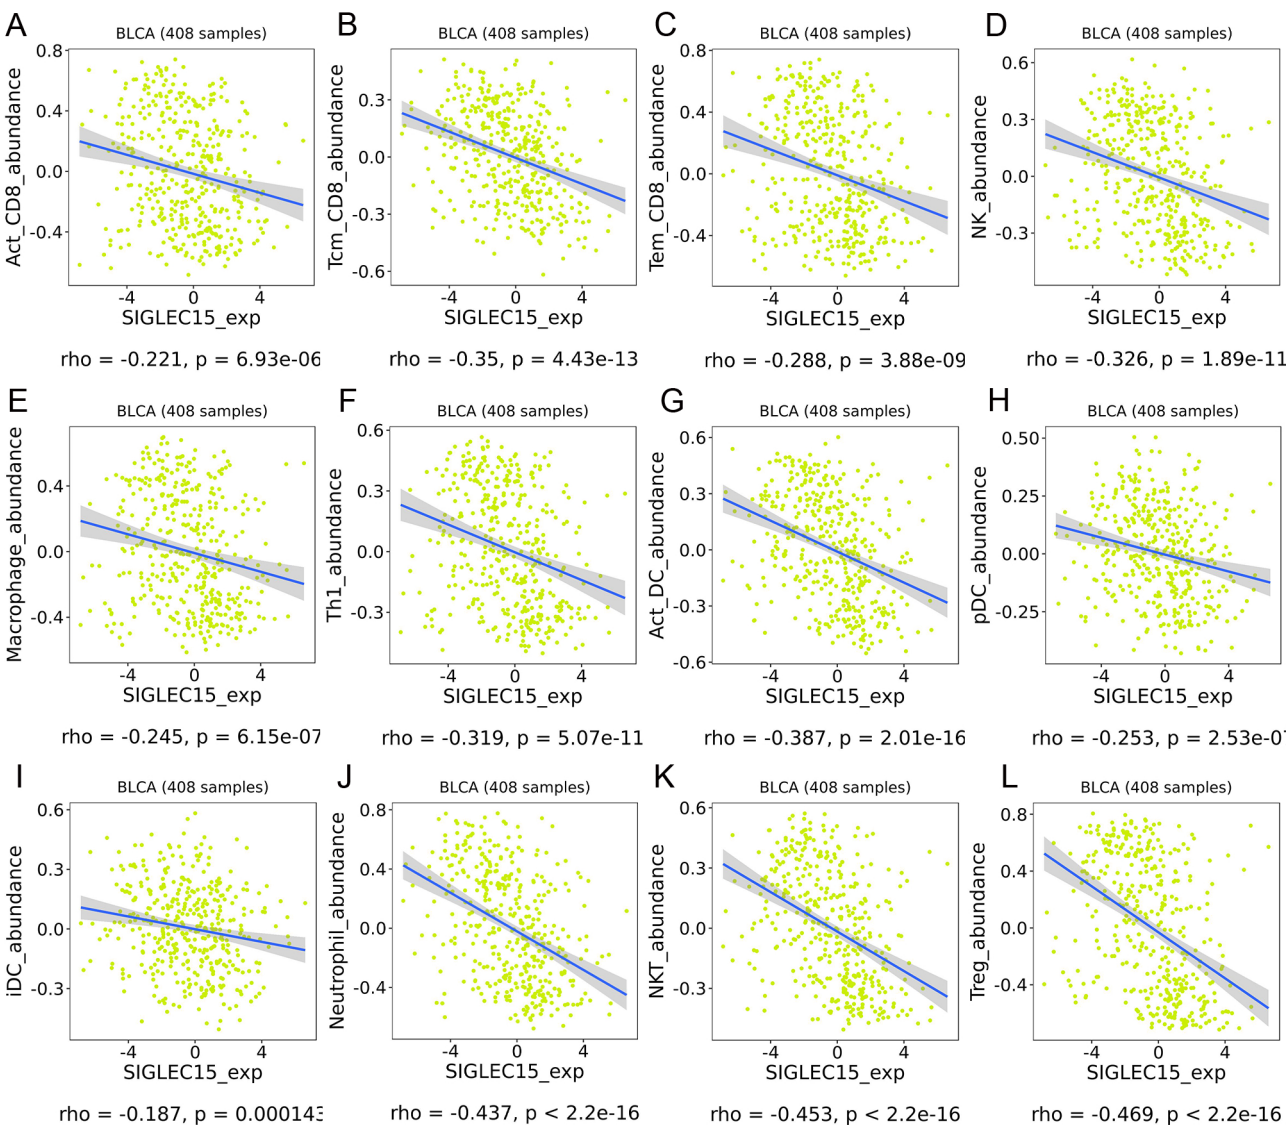 A
BLCA (408 samples)
Act_CD8_abundance
0.8
0.4
0.0
-0.4
-4 0 4
SIGLEC15_exp
rho = -0.221, p = 6.93e-06
B
BLCA (408 samples)
Tcm_CD8_abundance
0.3
0.0
-0.3
-0.6
-4 0 4
SIGLEC15_exp
rho = -0.35, p = 4.43e-13
C
BLCA (408 samples)
Tem_CD8_abundance
0.8
0.4
0.0
-0.4
-4 0 4
SIGLEC15_exp
rho = -0.288, p = 3.88e-09
D
BLCA (408 samples)
NK_abundance
0.6
0.3
0.0
-0.3
-4 0 4
SIGLEC15_exp
rho = -0.326, p = 1.89e-11
E
BLCA (408 samples)
Macrophage_abundance
0.4
0.0
-0.4
-4 0 4
SIGLEC15_exp
rho = -0.245, p = 6.15e-07
F
BLCA (408 samples)
Th1_abundance
0.6
0.3
0.0
-0.3
-4 0 4
SIGLEC15_exp
rho = -0.319, p = 5.07e-11
G
BLCA (408 samples)
Act_DC_abundance
0.6
0.3
0.0
-0.3
-0.6
-4 0 4
SIGLEC15_exp
rho = -0.387, p = 2.01e-16
H
BLCA (408 samples)
pDC_abundance
0.50
0.25
0.00
-0.25
-4 0 4
SIGLEC15_exp
rho = -0.253, p = 2.53e-07
I
BLCA (408 samples)
iDC_abundance
0.6
0.3
0.0
-0.3
-4 0 4
SIGLEC15_exp
rho = -0.187, p = 0.000143
J
BLCA (408 samples)
Neutrophil_abundance
0.8
0.4
0.0
-0.4
-4 0 4
SIGLEC15_exp
rho = -0.437, p < 2.2e-16
K
BLCA (408 samples)
NKT_abundance
0.6
0.3
0.0
-0.3
-4 0 4
SIGLEC15_exp
rho = -0.453, p < 2.2e-16
L
BLCA (408 samples)
Treg_abundance
0.8
0.4
0.0
-0.4
-4 0 4
SIGLEC15_exp
rho = -0.469, p < 2.2e-16